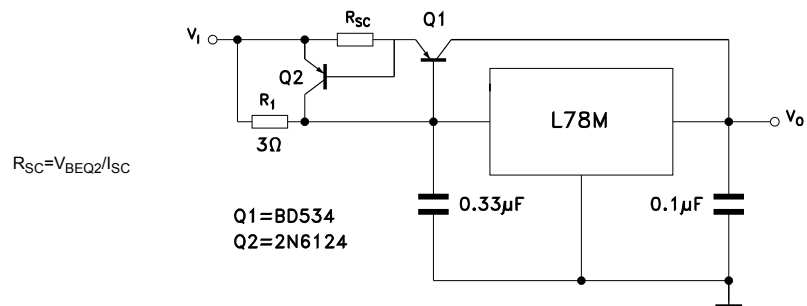 R_SC
Q1
V_I
Q2
R_1
3Ω
L78M
V_O
R_SC=V_BEQ2/I_SC
0.33µF
0.1µF
Q1=BD534
Q2=2N6124